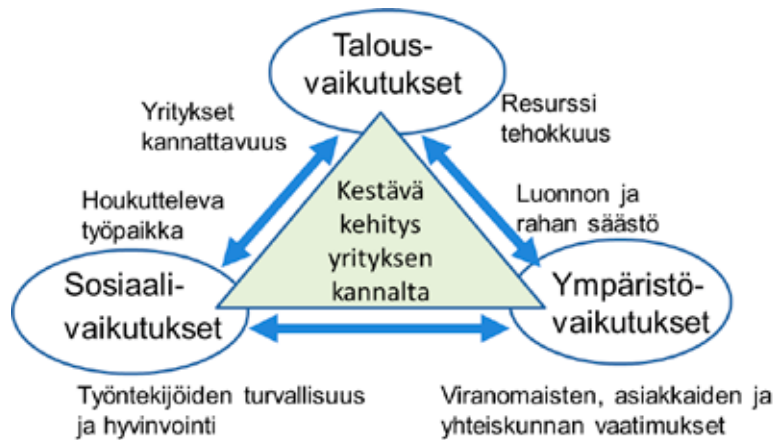 Talous-
vaikutukset
Yritykset
kannattavuus
Resurssi
tehokkuus
Houkutteleva
työpaikka
Kestävä
kehitys
yrityksen
kannalta
Luonnon ja
rahan säästö
Sosiaali-
vaikutukset
Ympäristö-
vaikutukset
Työntekijöiden turvallisuus
ja hyvinvointi
Viranomaisten, asiakkaiden ja
yhteiskunnan vaatimukset